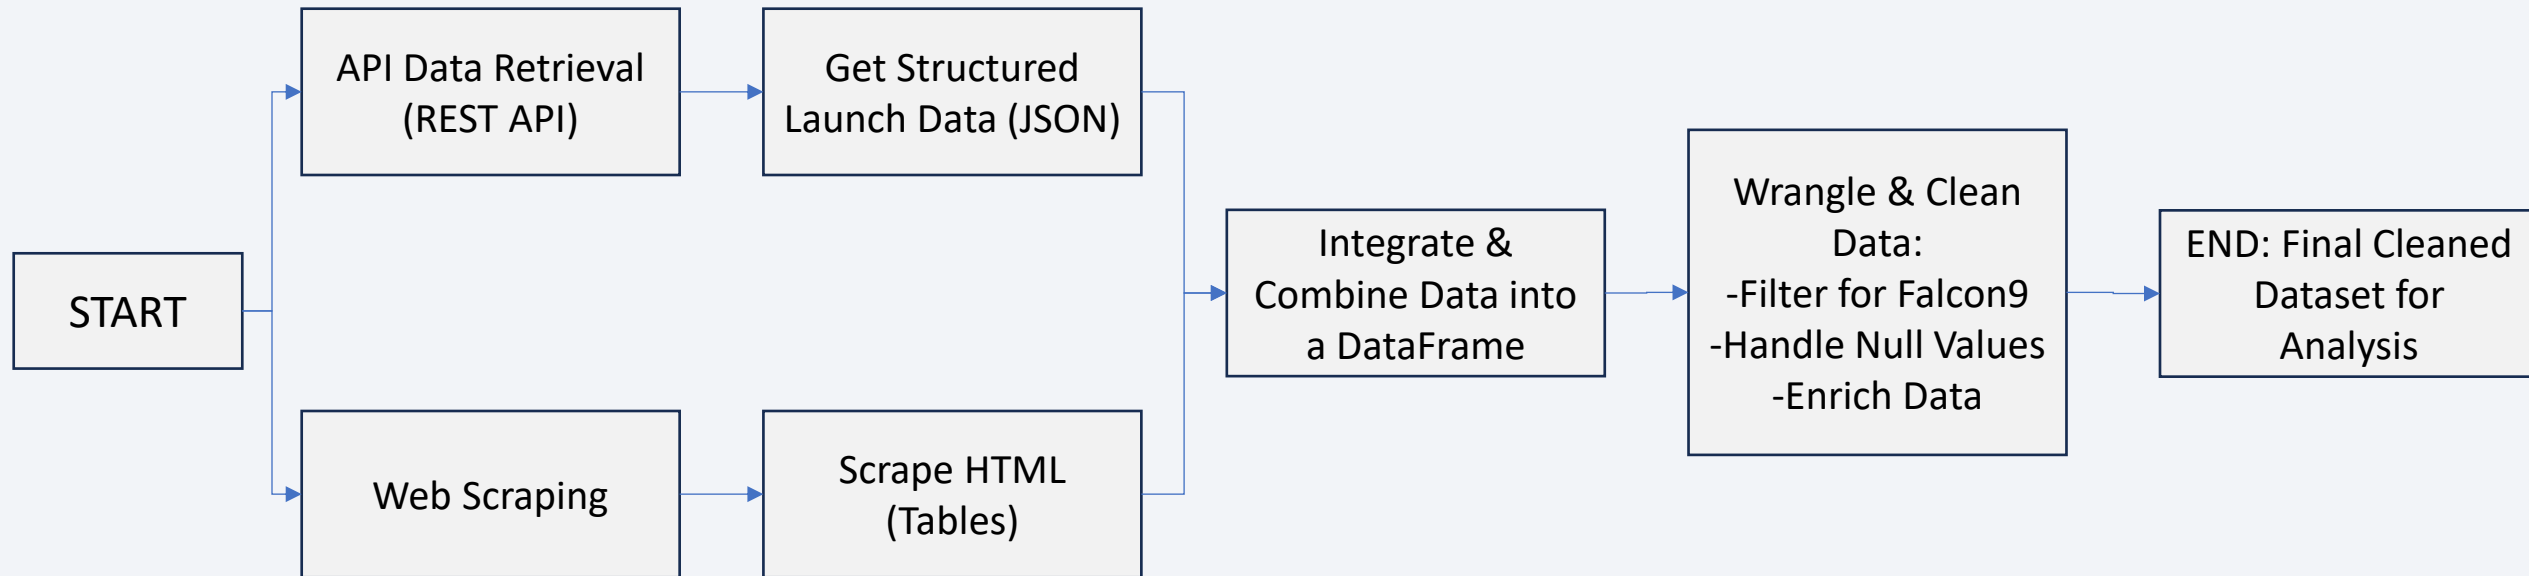 START
API Data Retrieval
(REST API)
Get Structured
Launch Data (JSON)
Web Scraping
Scrape HTML
(Tables)
Integrate &
Combine Data into
a DataFrame
Wrangle & Clean
Data:
-Filter for Falcon9
-Handle Null Values
-Enrich Data
END: Final Cleaned
Dataset for
Analysis